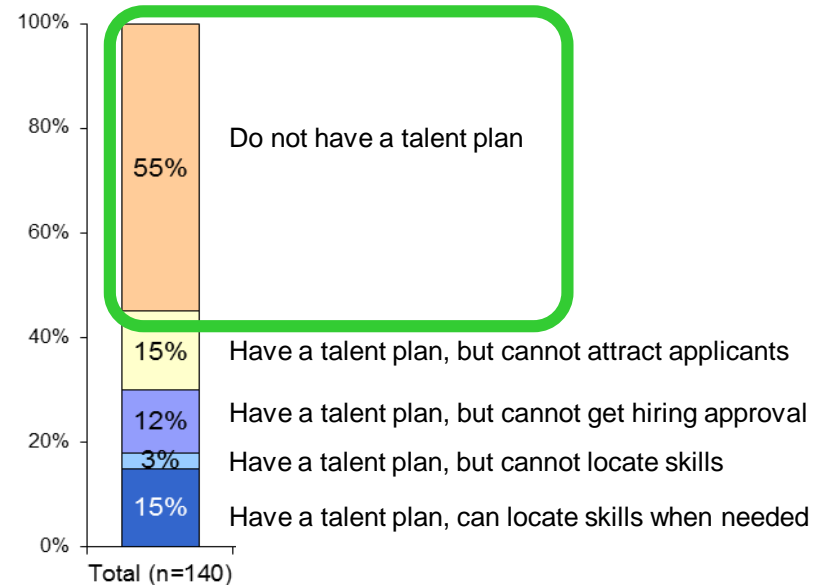 100%
80%
60%
40%
20%
0%
55%
15%
12%
3%
15%
Do not have a talent plan
Have a talent plan, but cannot attract applicants
Have a talent plan, but cannot get hiring approval
Have a talent plan, but cannot locate skills
Have a talent plan, can locate skills when needed
Total (n=140)